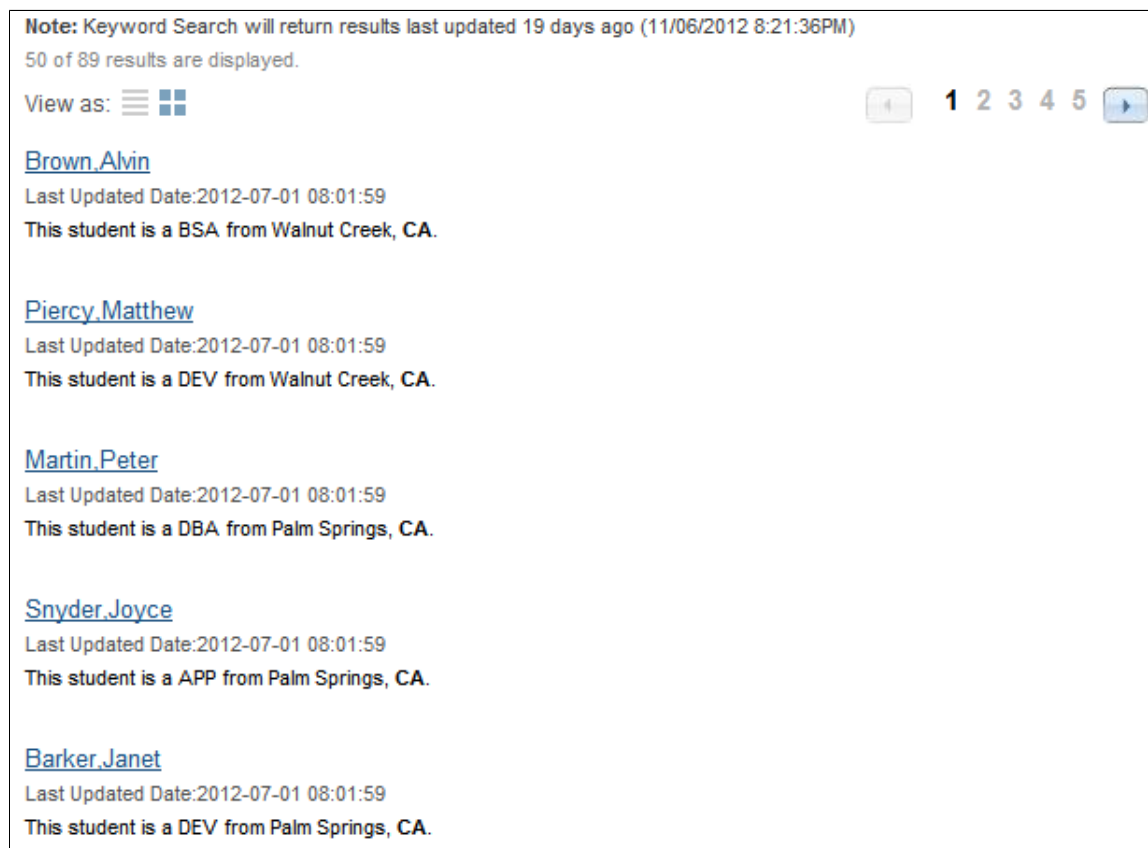 Note: Keyword Search will return results last updated 19 days ago (11/06/2012 8:21:36PM)
50 of 89 results are displayed.
View as: 1 2 3 4 5
Brown,Alvin
Last Updated Date:2012-07-01 08:01:59
This student is a BSA from Walnut Creek, CA.
Piercy,Matthew
Last Updated Date:2012-07-01 08:01:59
This student is a DEV from Walnut Creek, CA.
Martin,Peter
Last Updated Date:2012-07-01 08:01:59
This student is a DBA from Palm Springs, CA.
Snyder,Joyce
Last Updated Date:2012-07-01 08:01:59
This student is a APP from Palm Springs, CA.
Barker,Janet
Last Updated Date:2012-07-01 08:01:59
This student is a DEV from Palm Springs, CA.